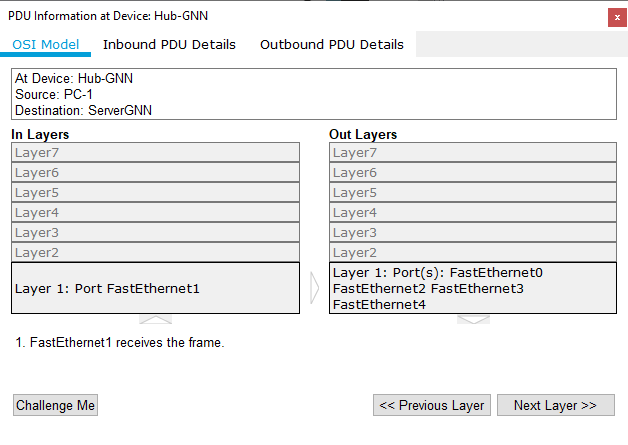 PDU Information at Device: Hub-GNN
x
OSI Model Inbound PDU Details Outbound PDU Details
At Device: Hub-GNN
Source: PC-1
Destination: ServerGNN
In Layers
Layer7
Layer6
Layer5
Layer4
Layer3
Layer2
Layer 1: Port FastEthernet1
Out Layers
Layer7
Layer6
Layer5
Layer4
Layer3
Layer2
Layer 1: Port(s): FastEthernet0
FastEthernet2 FastEthernet3
FastEthernet4
1. FastEthernet1 receives the frame.
Challenge Me << Previous Layer Next Layer >>